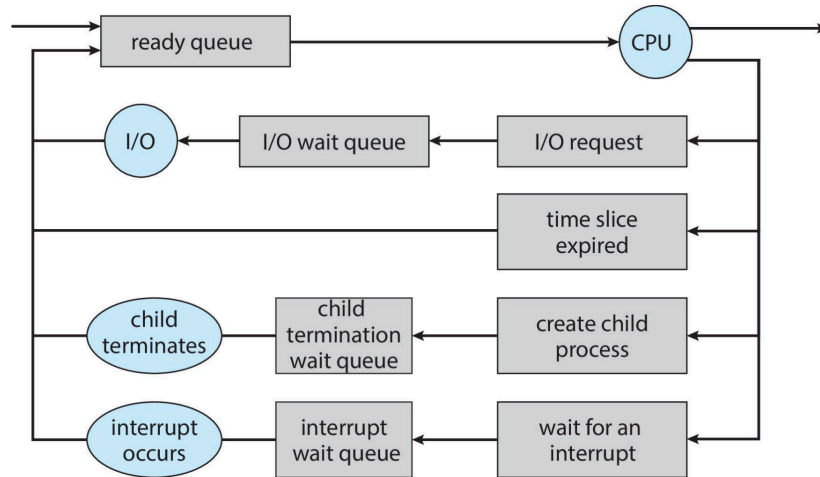 ready queue
CPU
I/O
I/O wait queue
I/O request
time slice
expired
child
terminates
child
termination
wait queue
create child
process
interrupt
occurs
interrupt
wait queue
wait for an
interrupt